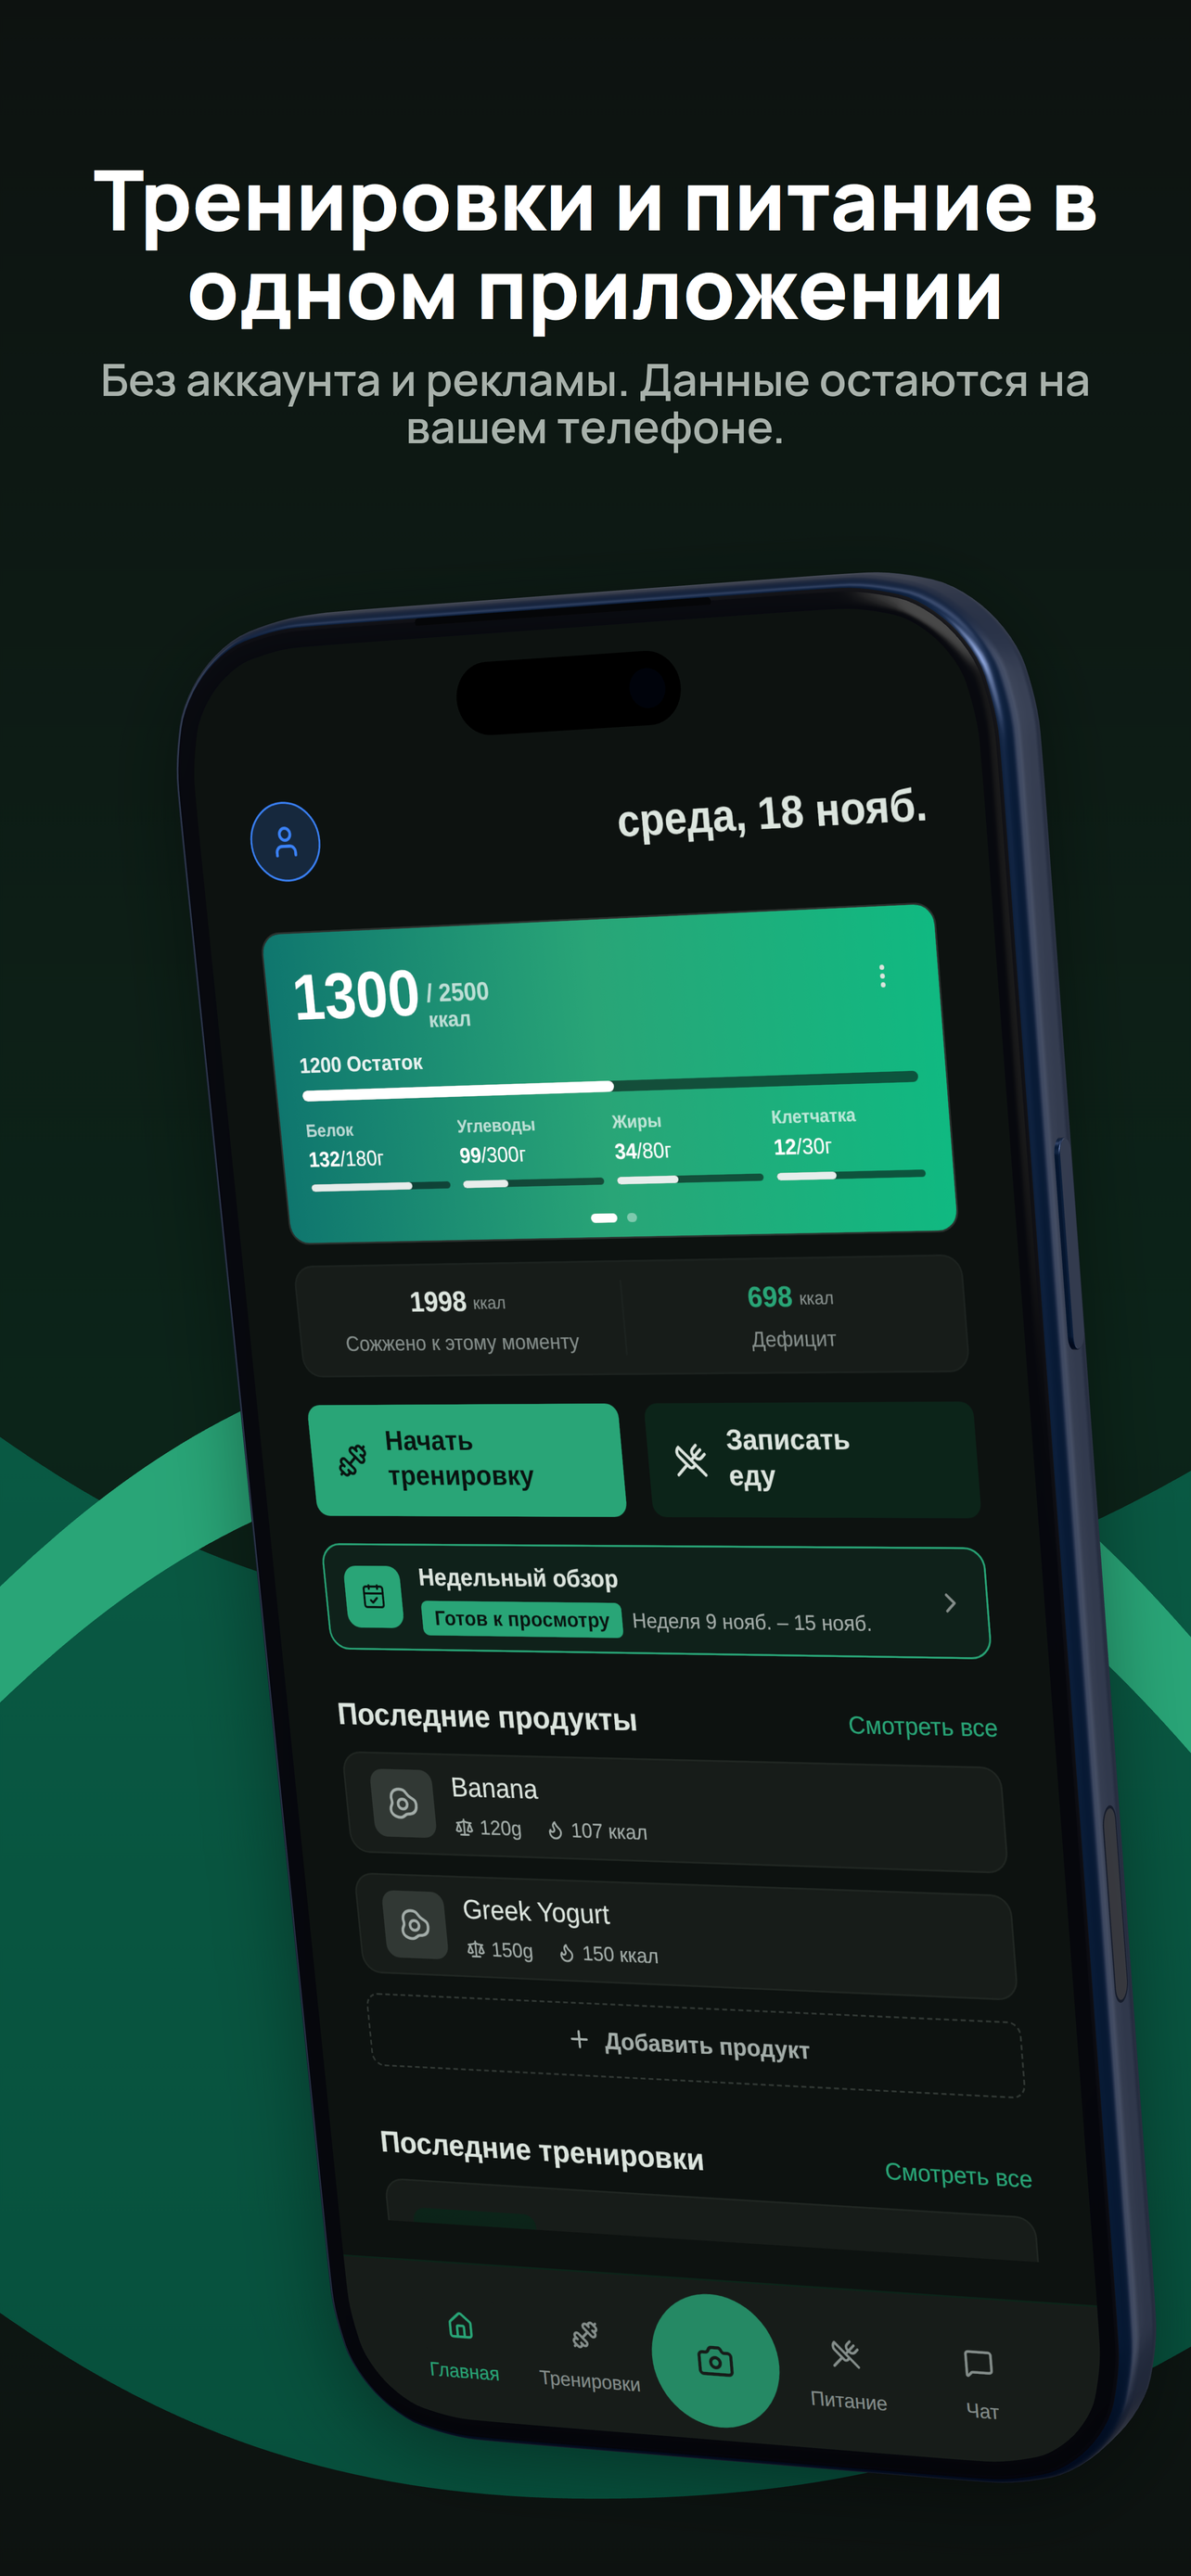 Тренировки и питание в
одном приложении
Без аккаунта и рекламы. Данные остаются на
вашем телефоне.
среда, 18 нояб.
1300 / 2500
ккал
1200 Остаток
Белок Углеводы Жиры Клетчатка
132/180г 99/300г 34/80г 12/30г
1998 ккал 698 ккал
Сожжено к этому моменту Дефицит
Начать
тренировку
Записать
еду
Недельный обзор
Готов к просмотру Неделя 9 нояб. – 15 нояб.
Последние продукты Смотреть все
Banana
120g 107 ккал
Greek Yogurt
150g 150 ккал
+ Добавить продукт
Последние тренировки Смотреть все
Главная Тренировки Питание Чат